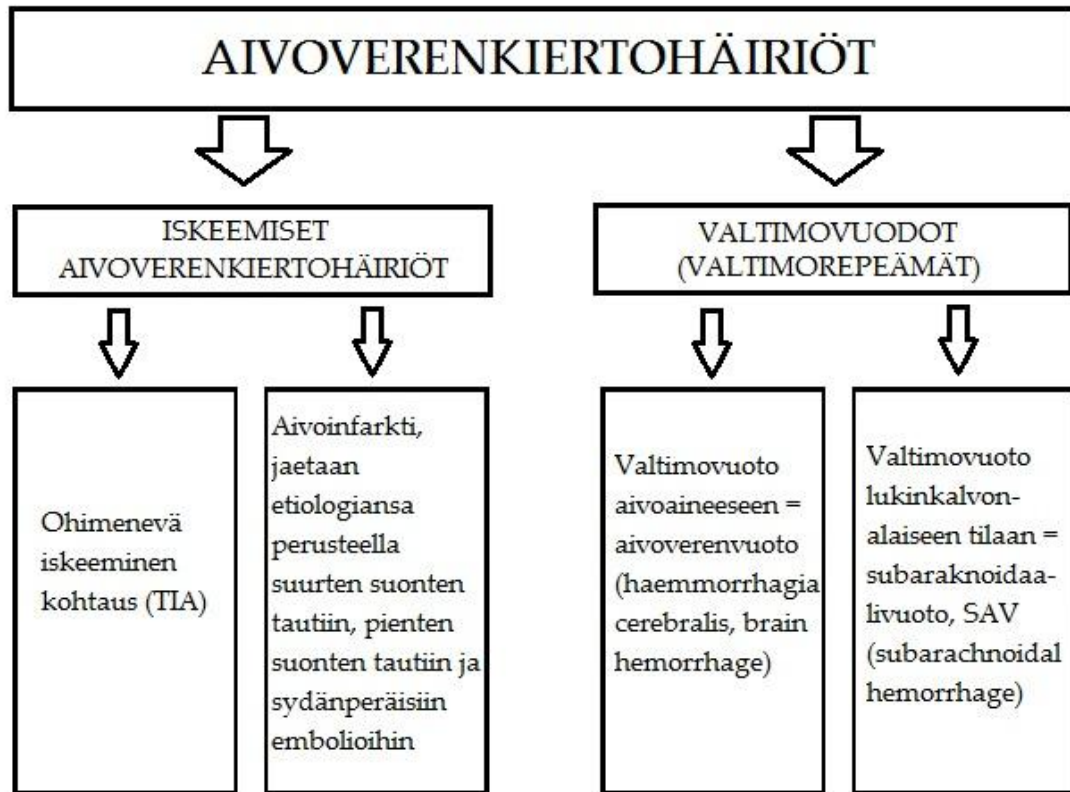 AIVOVERENKIERTOHÄIRIÖT
ISKEEMISET
AIVOVERENKIERTOHÄIRIÖT
VALTIMOVUODOT
(VALTIMOREPEÄMÄT)
Ohimenevä
iskeeminen
kohtaus (TIA)
Aivoinfarkti,
jaetaan
etiologiansa
perusteella
suurten suonten
tautiin, pienten
suonten tautiin ja
sydänperäisiin
embolioihin
Valtimovuoto
aivoaineeseen =
aivoverenvuoto
(haemmorrhagia
cerebralis, brain
hemorrhage)
Valtimovuoto
lukinkalvon-
alaiseen tilaan =
subaraknoidaa-
livuoto, SAV
(subarachnoidal
hemorrhage)